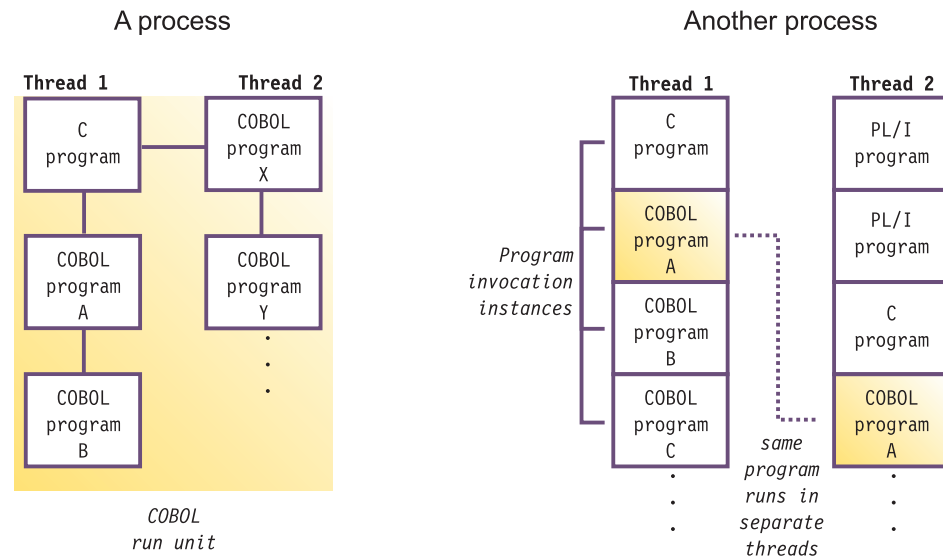 A process
Thread 1
C
program
COBOL
program
A
COBOL
program
B
Thread 2
COBOL
program
X
COBOL
program
Y
COBOL
run unit
Another process
Thread 1
C
program
COBOL
program
A
COBOL
program
B
COBOL
program
C
Program
invocation
instances
Thread 2
PL/I
program
PL/I
program
C
program
COBOL
program
A
same
program
runs in
separate
threads